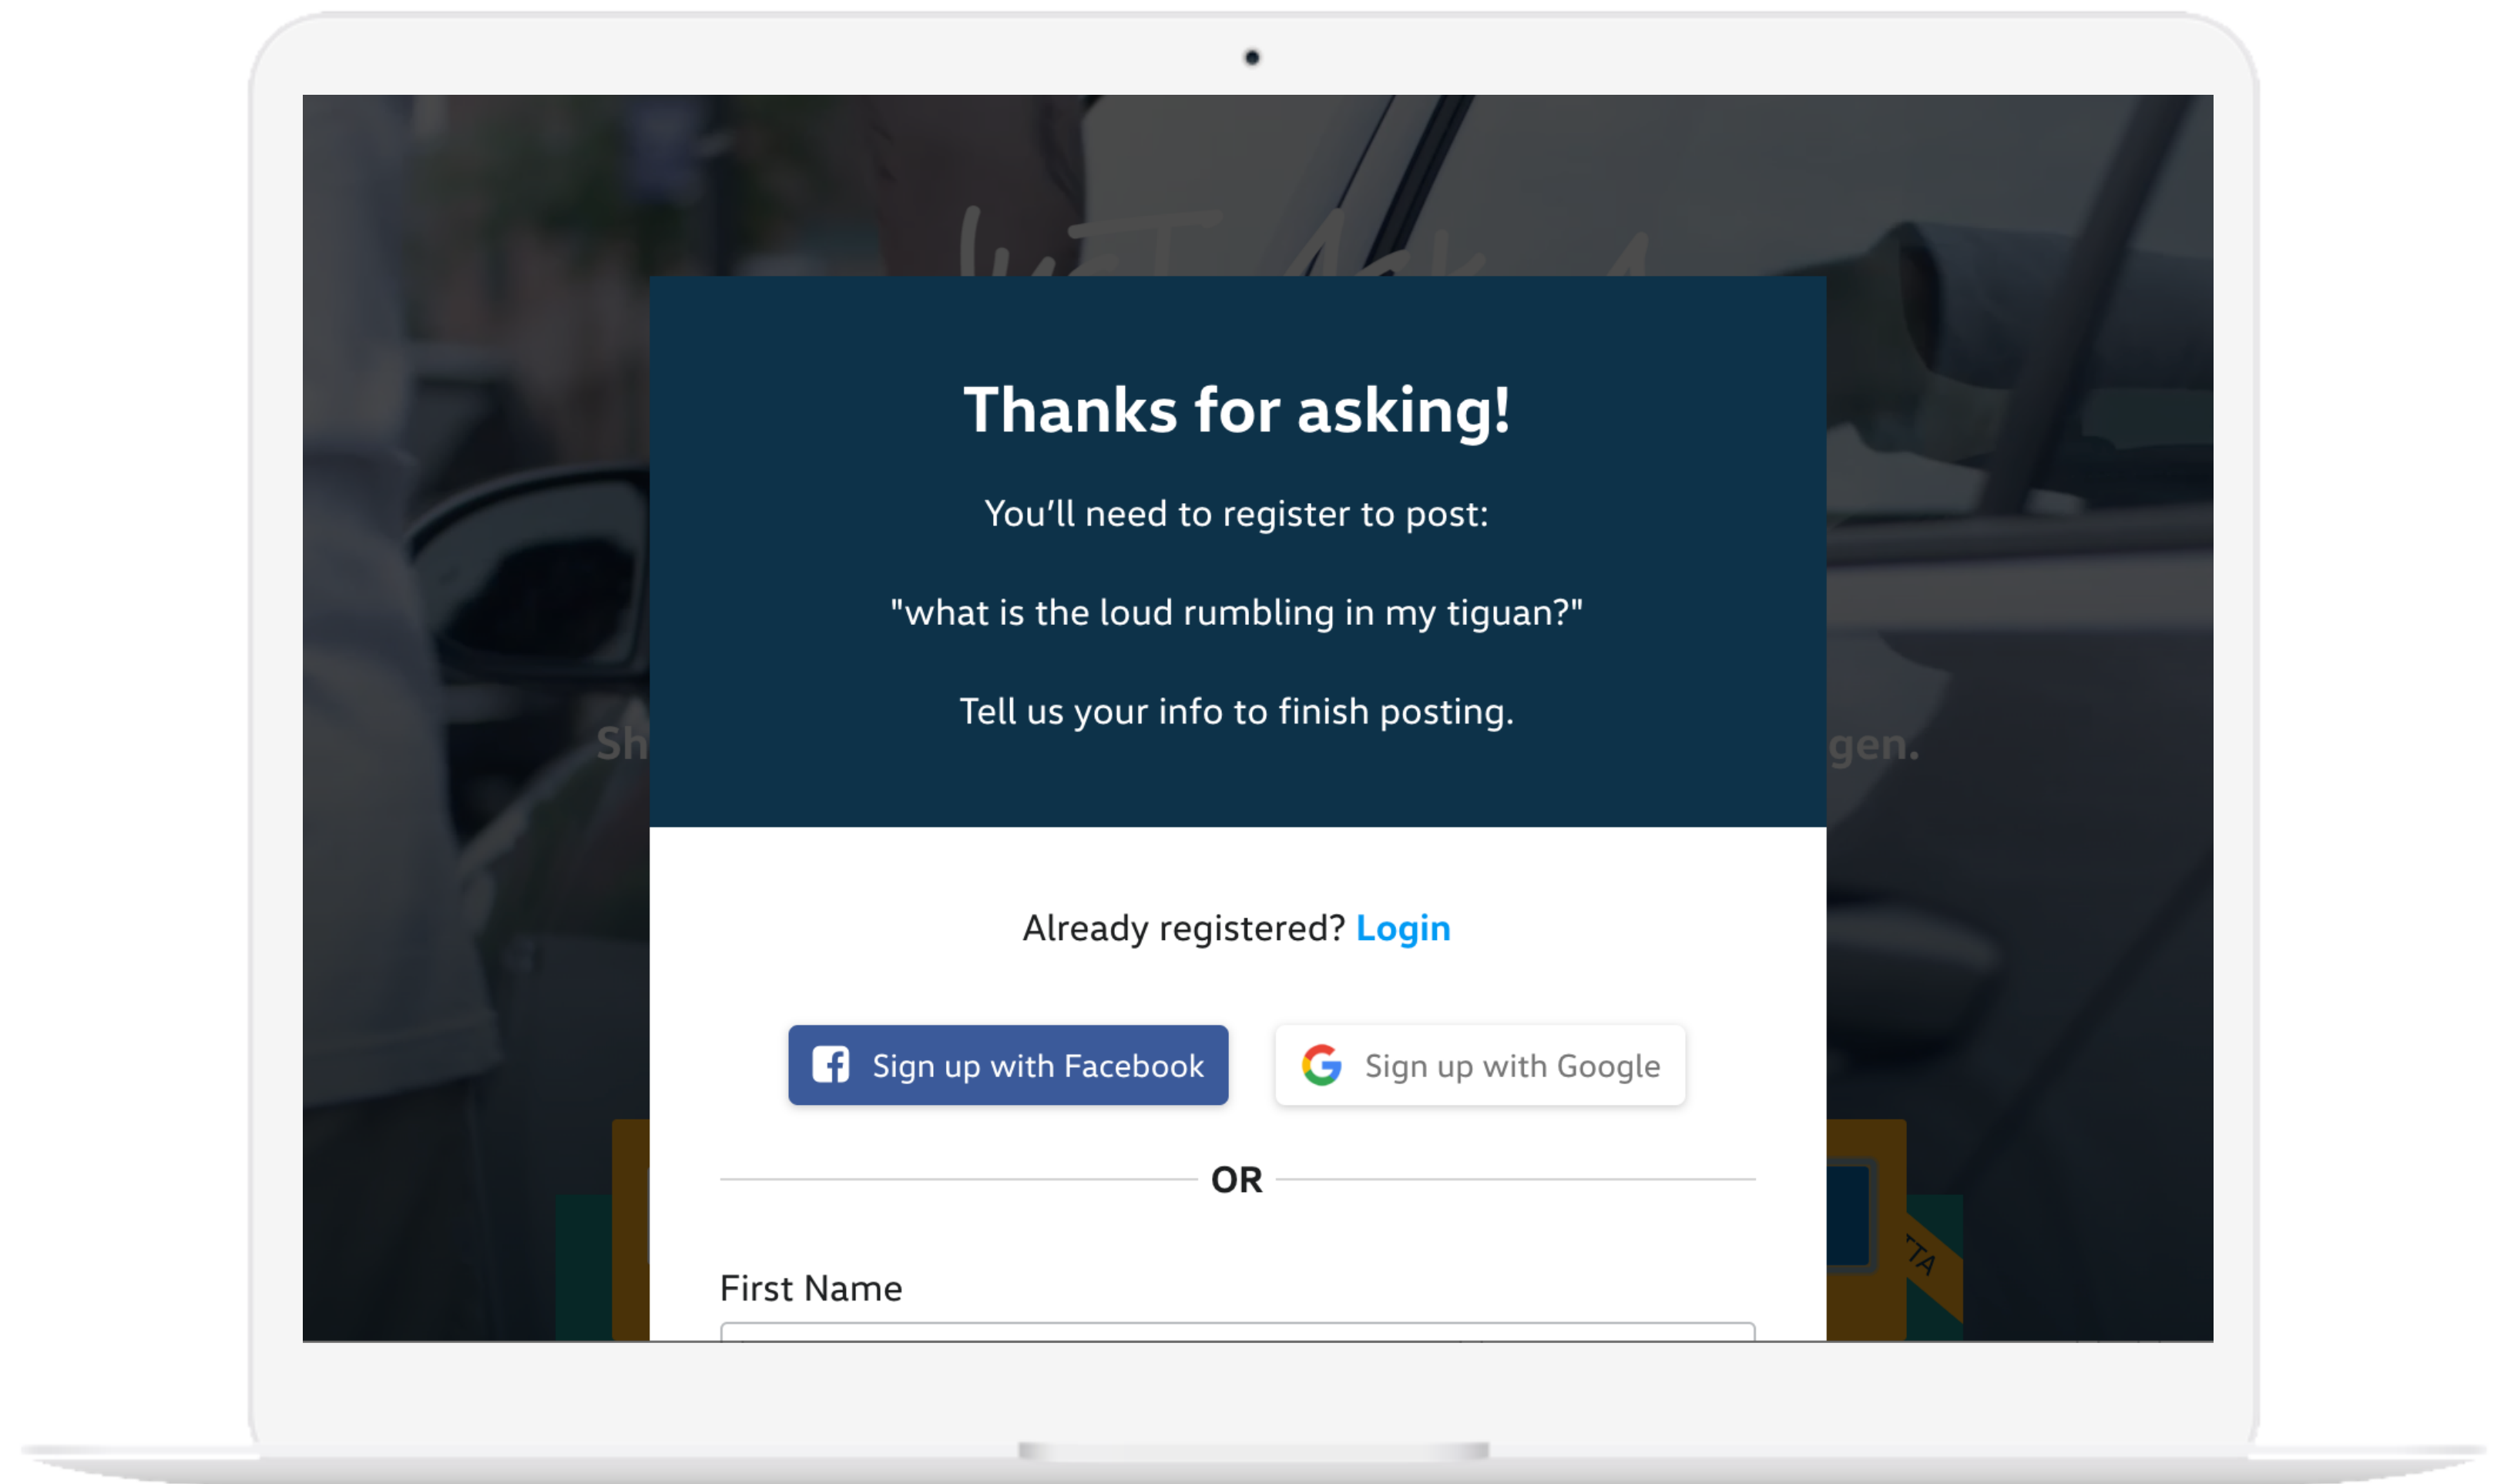 Just Ask
Thanks for asking!
You’ll need to register to post:
"what is the loud rumbling in my tiguan?"
Tell us your info to finish posting.
Already registered? Login
Sign up with Facebook
Sign up with Google
OR
First Name